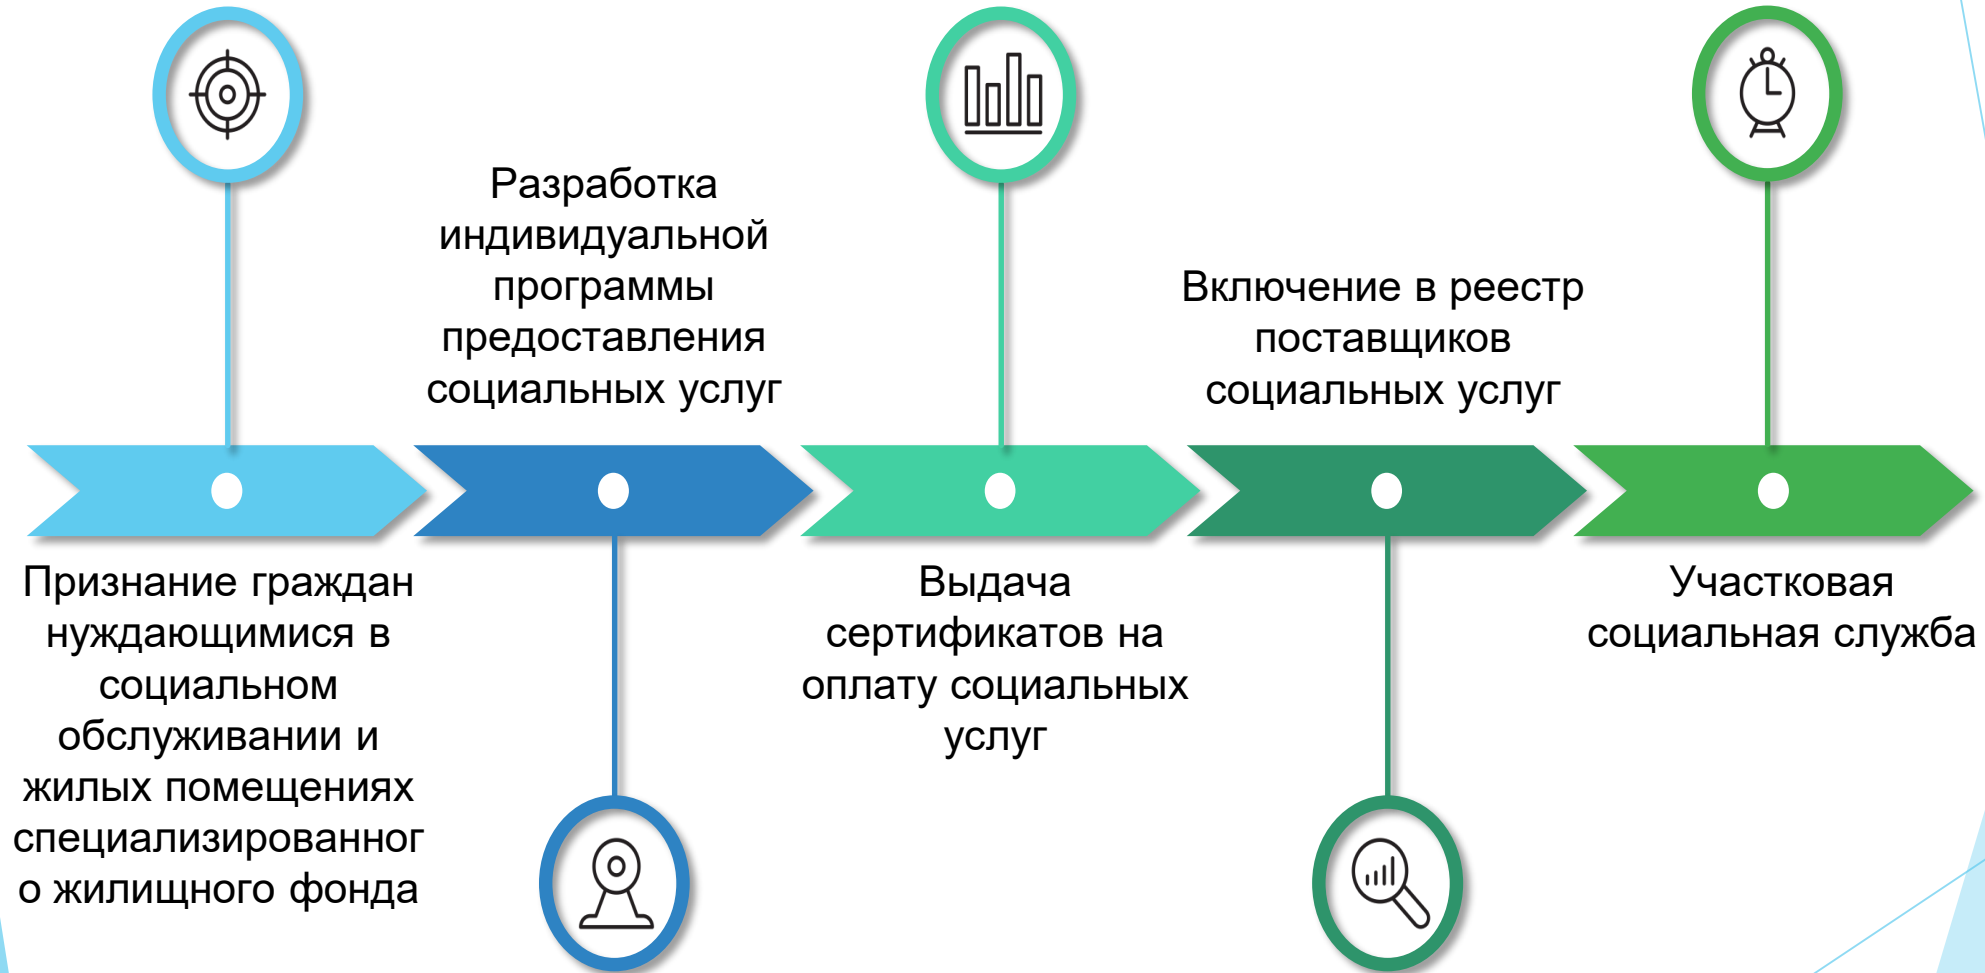 Признание граждан
нуждающимися в
социальном
обслуживании и
жилых помещениях
специализированног
о жилищного фонда
Разработка
индивидуальной
программы
предоставления
социальных услуг
Выдача
сертификатов на
оплату социальных
услуг
Включение в реестр
поставщиков
социальных услуг
Участковая
социальная служба